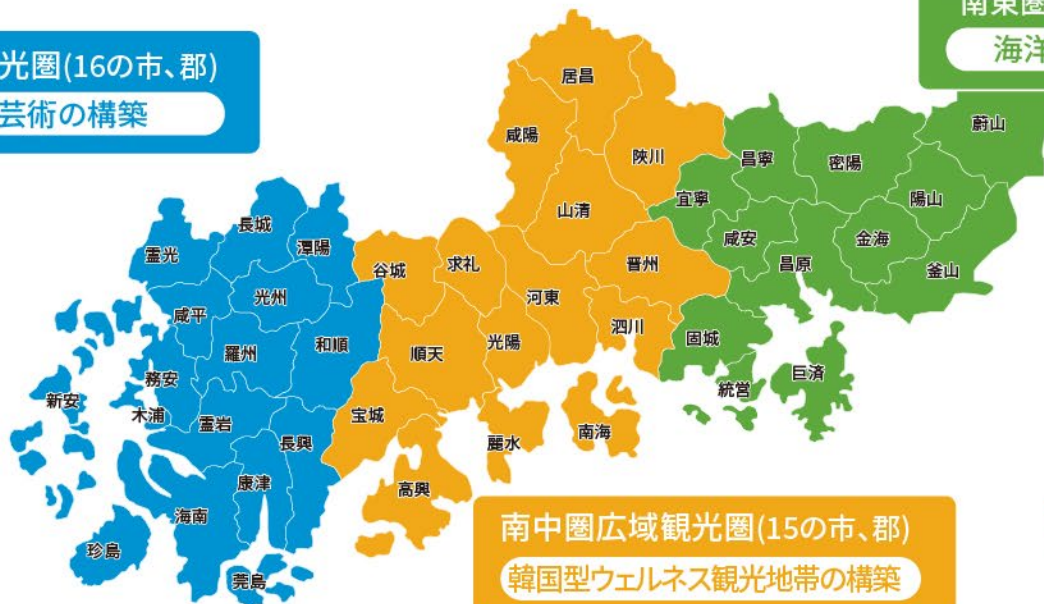 光圏(16の市、郡)
芸術の構築
南東圏
海洋
居昌
咸陽
陜川
山清
昌寧
密陽
蔚山
宜寧
陽山
咸安
金海
昌原
釜山
長城
霊光
潭陽
谷城
求礼
晋州
光州
河東
咸平
泗川
固城
羅州
和順
順天
光陽
巨済
務安
統営
新安
木浦
霊岩
宝城
長興
麗水
南海
康津
高興
海南
珍島
莞島
南中圏広域観光圏(15の市、郡)
韓国型ウェルネス観光地帯の構築